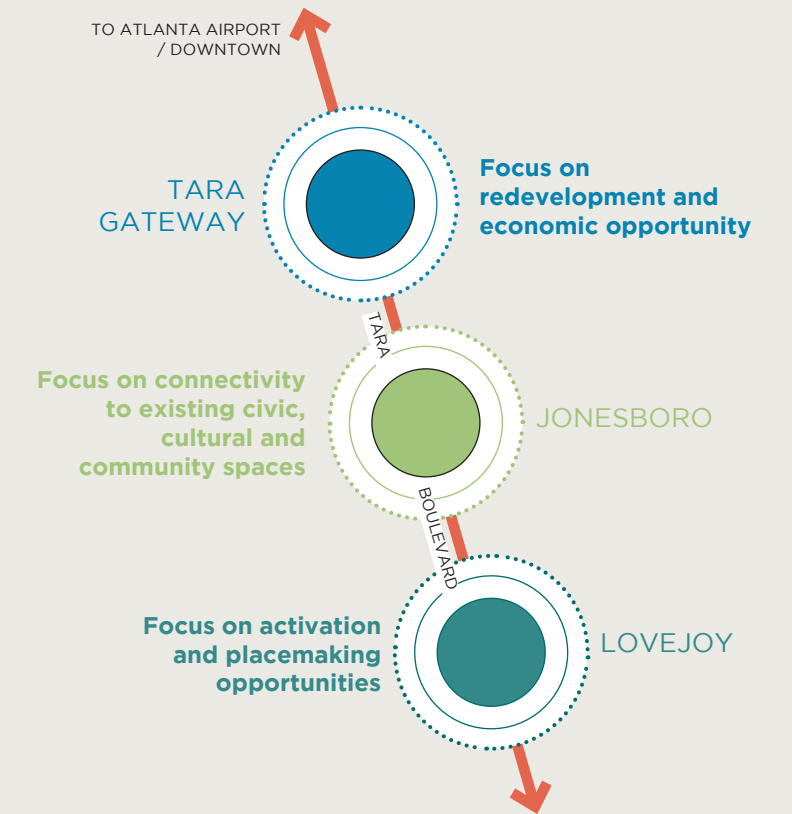 TO ATLANTA AIRPORT
/ DOWNTOWN
TARA
GATEWAY
Focus on
redevelopment and
economic opportunity
TARA
Focus on connectivity
to existing civic,
cultural and
community spaces
JONESBORO
BOULEVARD
Focus on activation
and placemaking
opportunities
LOVEJOY